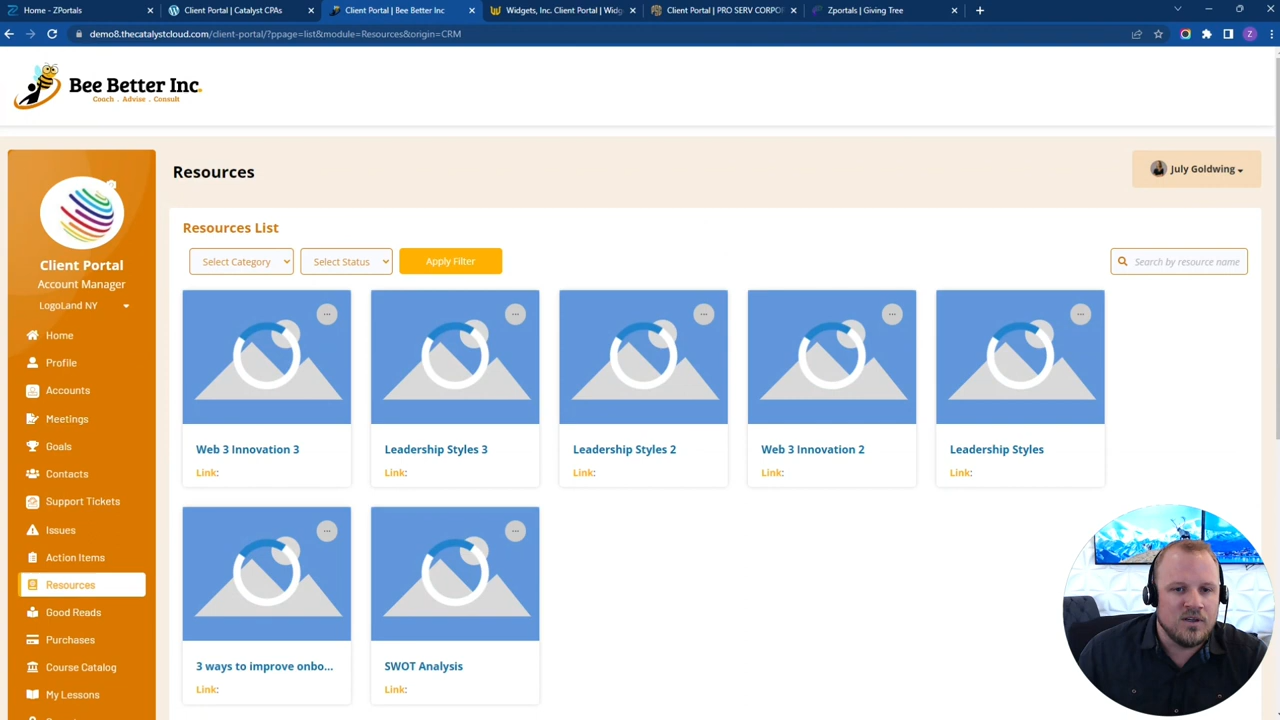 Home - ZPortals
Client Portal | Catalyst CPAs
Client Portal | Bee Better Inc
Widgets, Inc. Client Portal | Widg
Client Portal | PRO SERV CORPOR
Zportals | Giving Tree
demo8.thecatalystcloud.com/client-portal/?ppage=list&module=Resources&origin=CRM
Z
Bee Better Inc.
Coach . Advise . Consult
Resources
July Goldwing
Client Portal
Account Manager
LogoLand NY
Home
Profile
Accounts
Meetings
Goals
Contacts
Support Tickets
Issues
Action Items
Resources
Good Reads
Purchases
Course Catalog
My Lessons
Resources List
Select Category
Select Status
Apply Filter
Search by resource name
Web 3 Innovation 3
Link:
Leadership Styles 3
Link:
Leadership Styles 2
Link:
Web 3 Innovation 2
Link:
Leadership Styles
Link:
3 ways to improve onbo...
Link:
SWOT Analysis
Link: